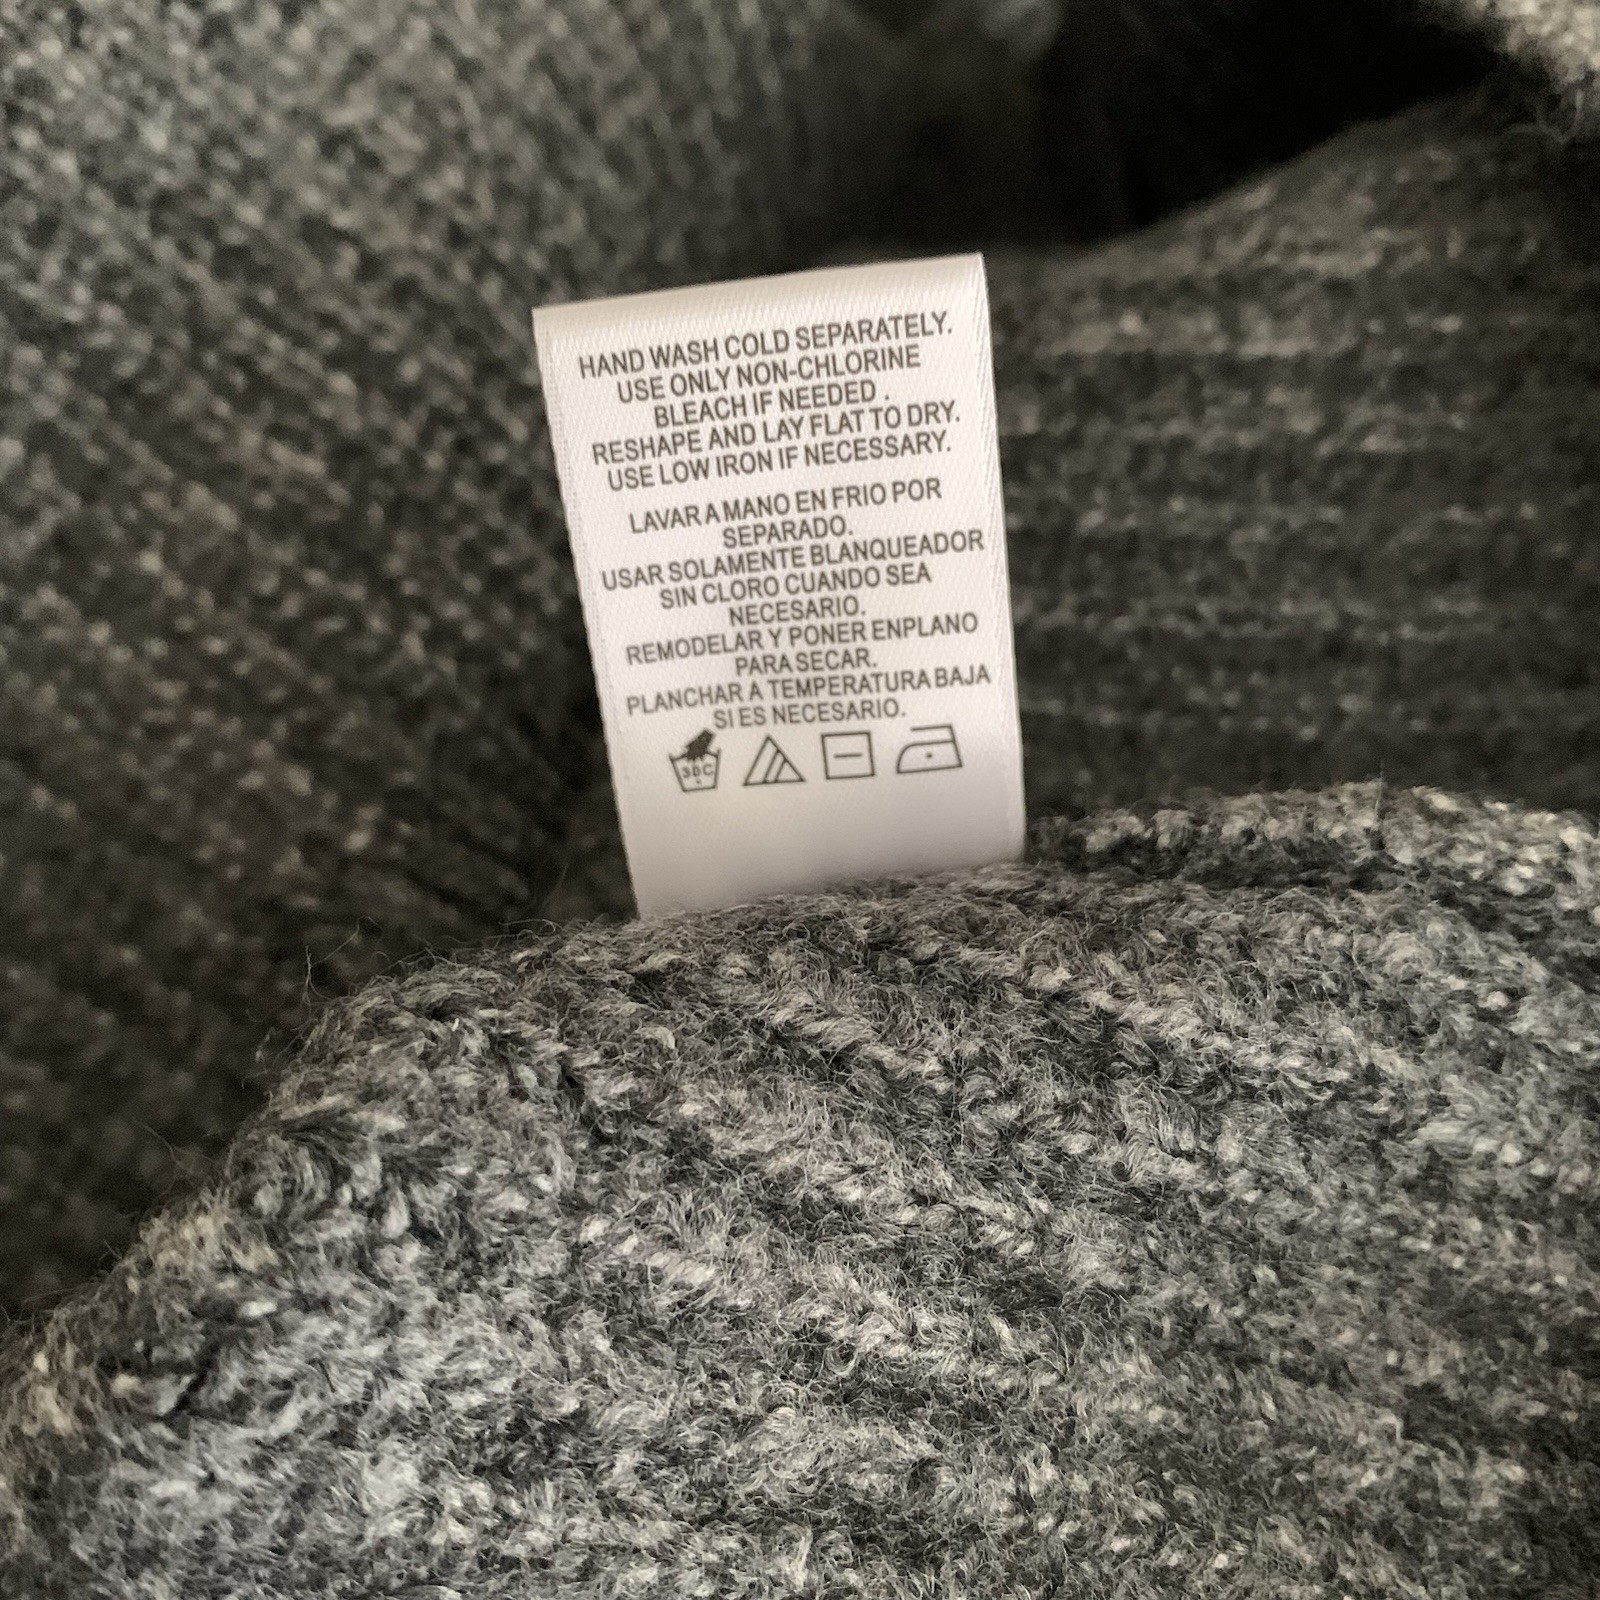 HAND WASH COLD SEPARATELY.
USE ONLY NON-CHLORINE
BLEACH IF NEEDED .
RESHAPE AND LAY FLAT TO DRY.
USE LOW IRON IF NECESSARY.
LAVAR A MANO EN FRIO POR
SEPARADO.
USAR SOLAMENTE BLANQUEADOR
SIN CLORO CUANDO SEA
NECESARIO.
REMODELAR Y PONER ENPLANO
PARA SECAR.
PLANCHAR A TEMPERATURA BAJA
SI ES NECESARIO.
30C